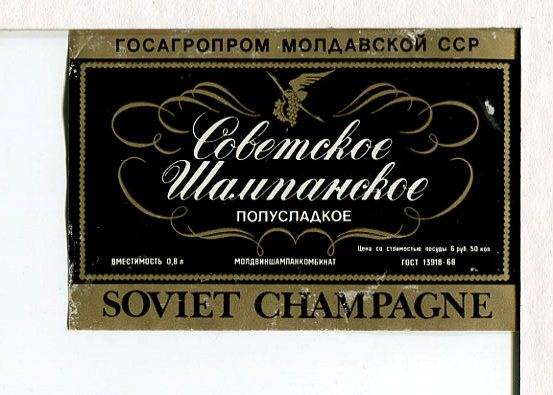 ГОСАГРОПРОМ МОЛДАВСКОЙ ССР
Советское
Шампанское
ПОЛУСЛАДКОЕ
Цена со стоимостью посуды 6 руб. 50 коп.
ВМЕСТИМОСТЬ 0,8 л МОЛДВИНШАМПАНКОМБИНАТ ГОСТ 13918-68
SOVIET CHAMPAGNE